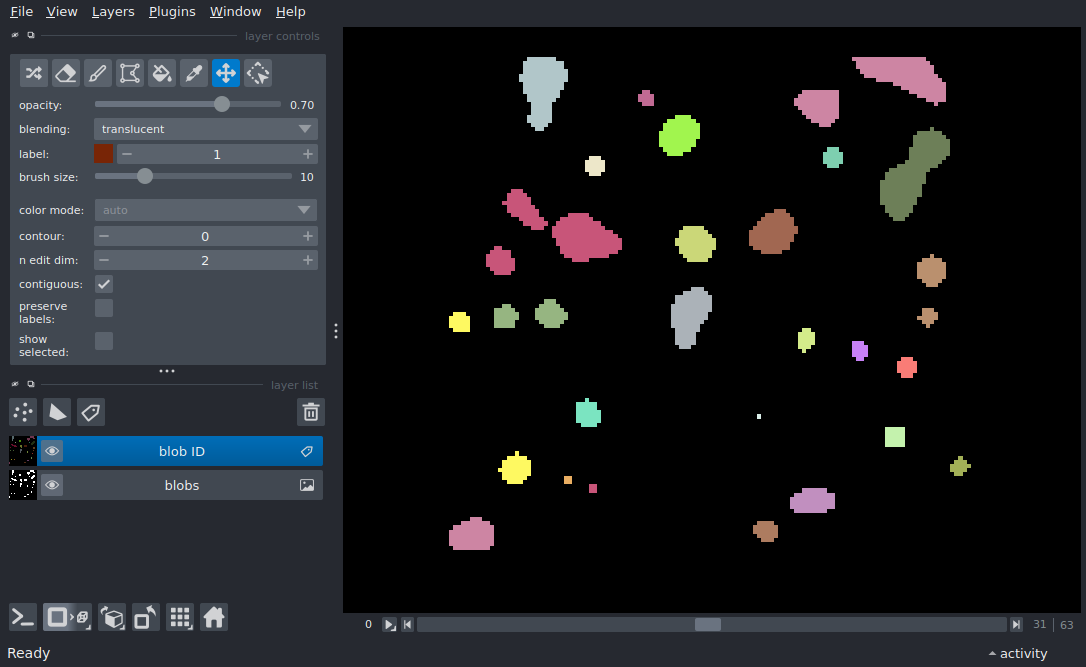 File View Layers Plugins Window Help
layer controls
opacity: 0.70
blending: translucent
label: 1
brush size: 10
color mode: auto
contour: 0
n edit dim: 2
contiguous:
preserve
labels:
show
selected:
layer list
blob ID
blobs
0 31 63
Ready activity